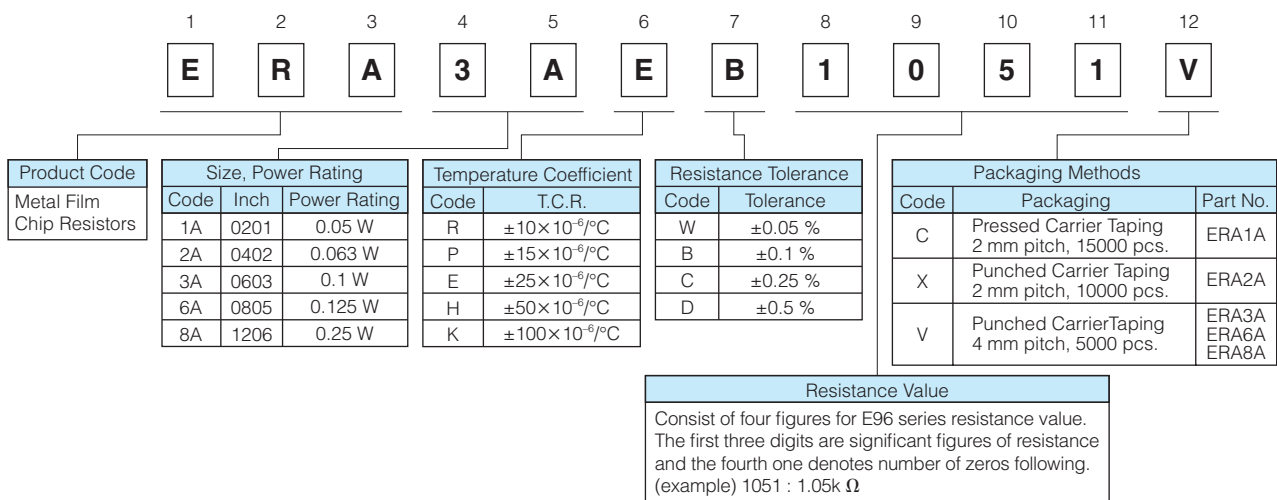 1 2 3 4 5 6 7 8 9 10 11 12
E R A 3 A E B 1 0 5 1 V
Product Code
Metal Film
Chip Resistors
Size, Power Rating
Code Inch Power Rating
1A 0201 0.05 W
2A 0402 0.063 W
3A 0603 0.1 W
6A 0805 0.125 W
8A 1206 0.25 W
Temperature Coefficient
Code T.C.R.
R ±10×10⁻⁶/°C
P ±15×10⁻⁶/°C
E ±25×10⁻⁶/°C
H ±50×10⁻⁶/°C
K ±100×10⁻⁶/°C
Resistance Tolerance
Code Tolerance
W ±0.05 %
B ±0.1 %
C ±0.25 %
D ±0.5 %
Packaging Methods
Code Packaging Part No.
C Pressed Carrier Taping
2 mm pitch, 15000 pcs. ERA1A
X Punched Carrier Taping
2 mm pitch, 10000 pcs. ERA2A
V Punched CarrierTaping
4 mm pitch, 5000 pcs.
ERA3A
ERA6A
ERA8A
Resistance Value
Consist of four figures for E96 series resistance value.
The first three digits are significant figures of resistance
and the fourth one denotes number of zeros following.
(example) 1051 : 1.05k Ω